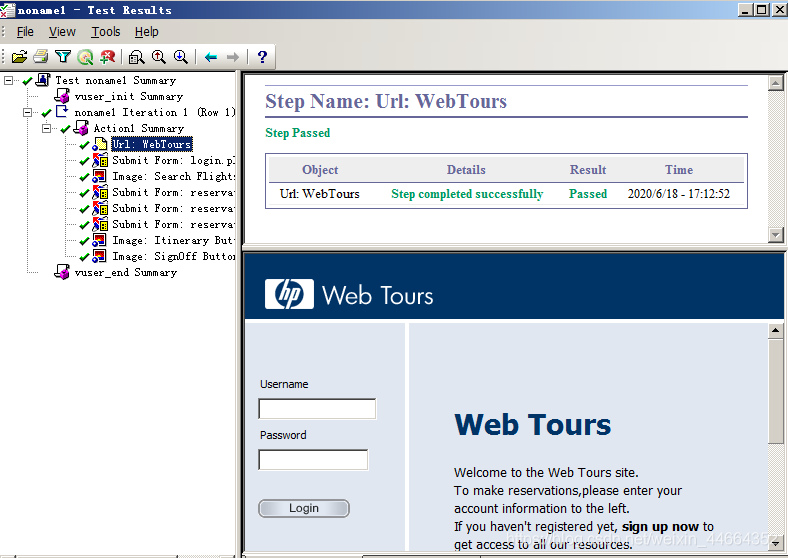 noname1 - Test Results
File View Tools Help
Test noname1 Summary
vuser_init Summary
noname1 Iteration 1 (Row 1)
Action1 Summary
Url: WebTours
Submit Form: login.pl
Image: Search Flights
Submit Form: reserva
Submit Form: reserva
Submit Form: reserva
Image: Itinerary But
Image: SignOff Button
vuser_end Summary
Step Name: Url: WebTours
Step Passed
Object Details Result Time
Url: WebTours Step completed successfully Passed 2020/6/18 - 17:12:52
hp Web Tours
Username
Password
Login
Web Tours
Welcome to the Web Tours site.
To make reservations,please enter your
account information to the left.
If you haven't registered yet, sign up now to
get access to all our resources.